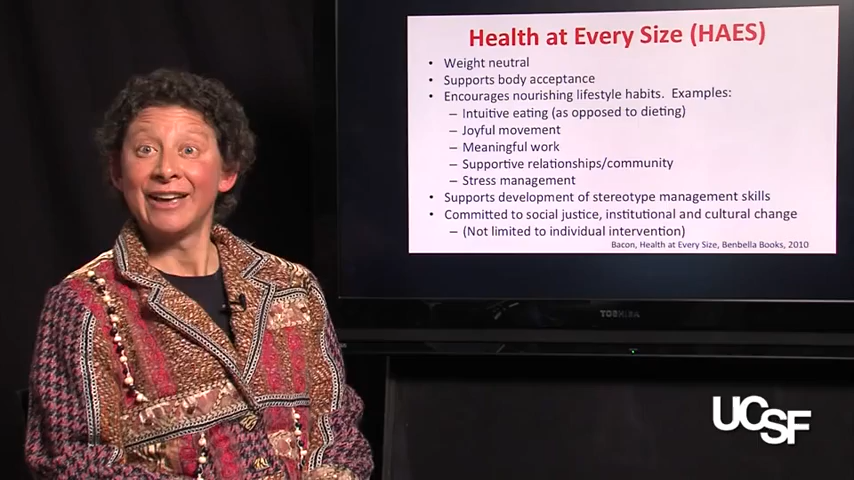 Health at Every Size (HAES)
• Weight neutral
• Supports body acceptance
• Encourages nourishing lifestyle habits. Examples:
– Intuitive eating (as opposed to dieting)
– Joyful movement
– Meaningful work
– Supportive relationships/community
– Stress management
• Supports development of stereotype management skills
• Committed to social justice, institutional and cultural change
– (Not limited to individual intervention)
Bacon, Health at Every Size, Benbella Books, 2010
TOSHIBA
UCSF